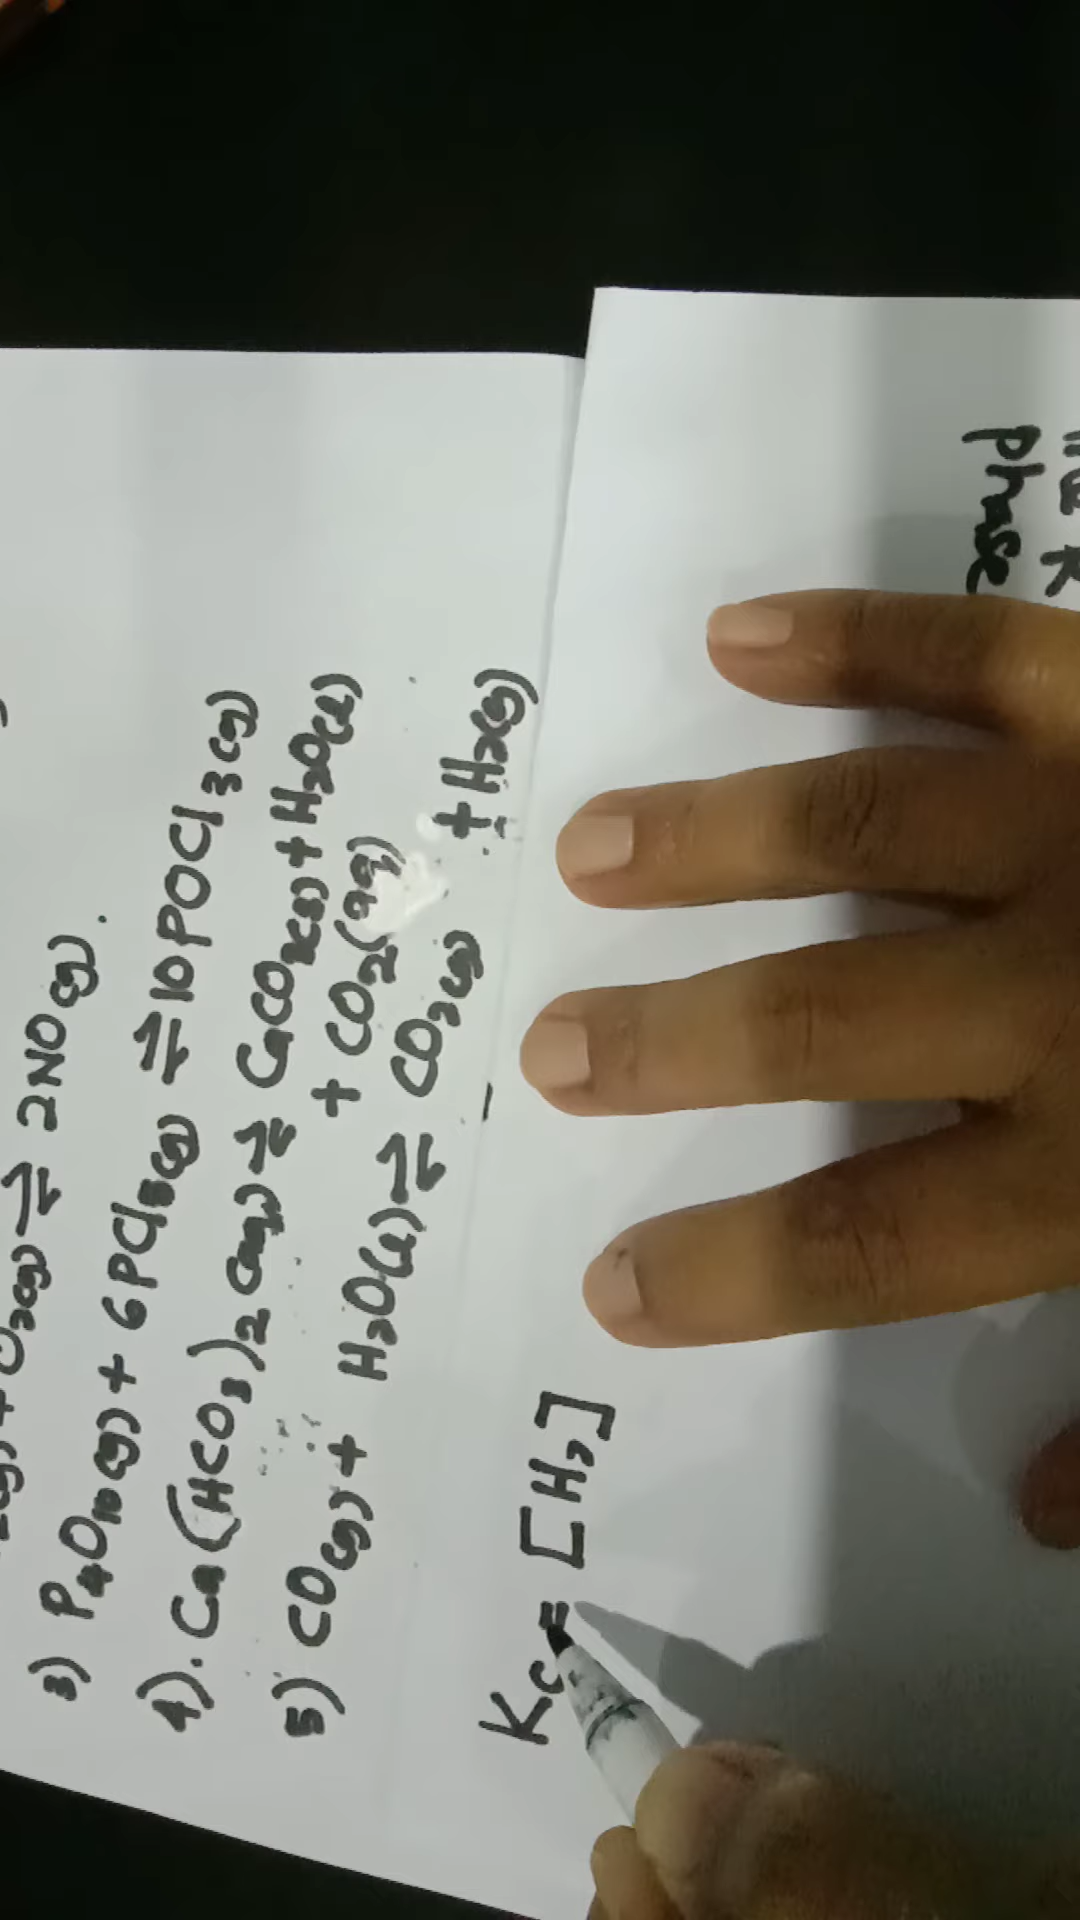 ⇌ 2NO(g).
3) P4O10(g) + 6PCl5(g) ⇌ 10POCl3(g)
4). Ca(HCO3)2(aq) ⇌ CaCO3(s) + H2O(l)
+ CO2(aq)
5) CO(g) + H2O(l) ⇌ CO2(g) + H2(g)
Kc = [H2]
phase